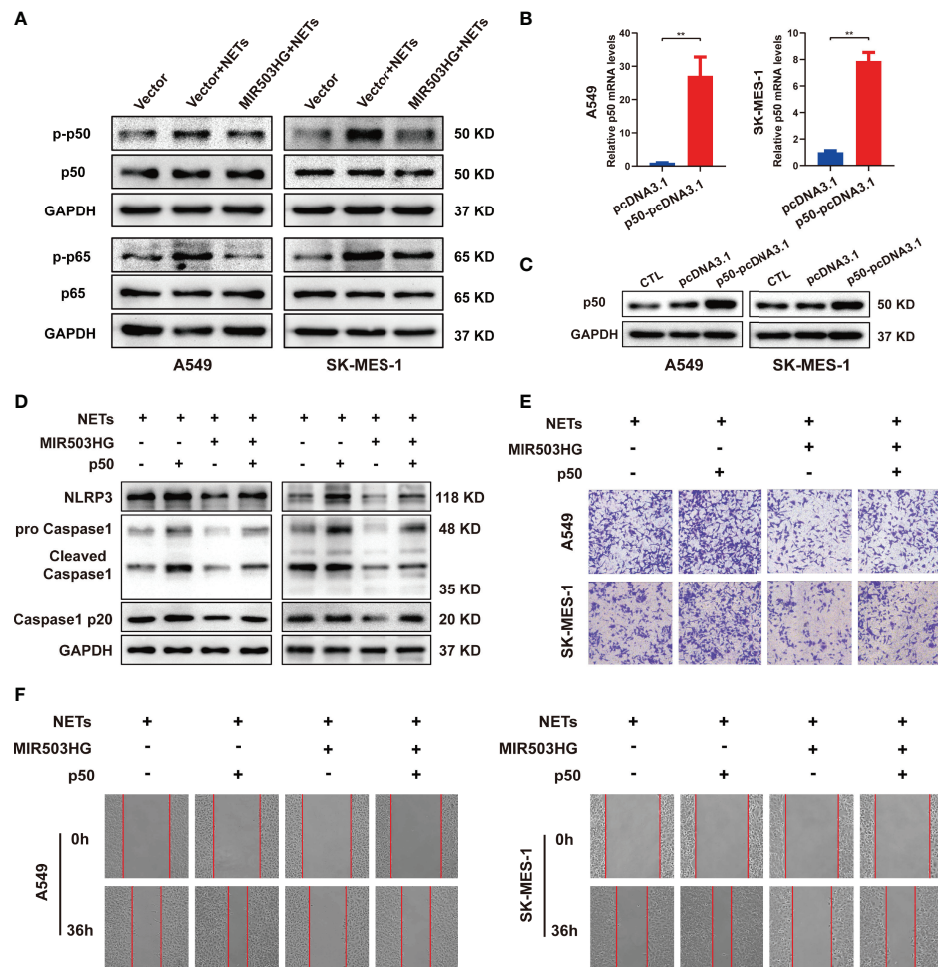 A
Vector
Vector+NETs
MIR503HG+NETs
Vector
Vector+NETs
MIR503HG+NETs
p-p50
50 KD
p50
50 KD
GAPDH
37 KD
p-p65
65 KD
p65
65 KD
GAPDH
37 KD
A549
SK-MES-1
B
A549
Relative p50 mRNA levels
40
30
20
10
0
**
pcDNA3.1
p50-pcDNA3.1
SK-MES-1
Relative p50 mRNA levels
10
8
6
4
2
0
**
pcDNA3.1
p50-pcDNA3.1
C
CTL
pcDNA3.1
p50-pcDNA3.1
CTL
pcDNA3.1
p50-pcDNA3.1
p50
50 KD
GAPDH
37 KD
A549
SK-MES-1
D
NETs + + + + + + + +
MIR503HG - - + + - - + +
p50 - + - + - + - +
NLRP3
118 KD
pro Caspase1
48 KD
Cleaved
Caspase1
35 KD
Caspase1 p20
20 KD
GAPDH
37 KD
E
NETs + + + +
MIR503HG - - + +
p50 - + - +
A549
SK-MES-1
F
NETs + + + +
MIR503HG - - + +
p50 - + - +
A549
0h
36h
NETs + + + +
MIR503HG - - + +
p50 - + - +
SK-MES-1
0h
36h